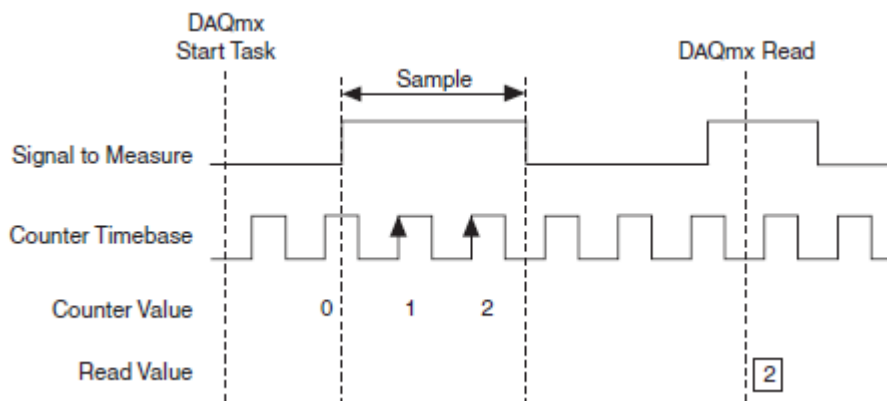 DAQmx
Start Task
DAQmx Read
Sample
Signal to Measure
Counter Timebase
Counter Value 0 1 2
Read Value 2